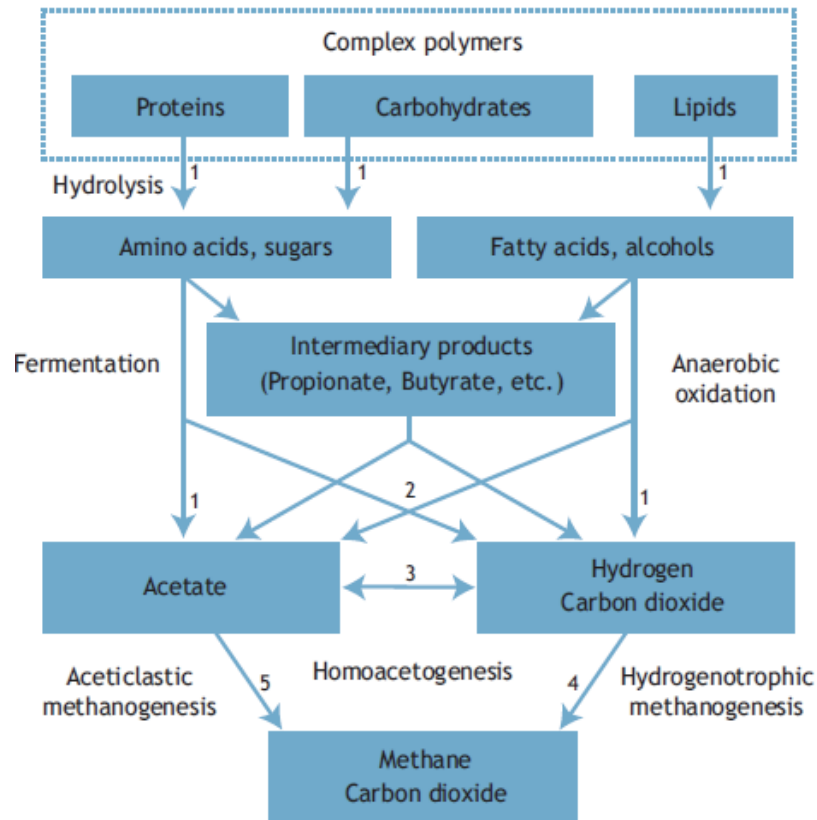 Complex polymers
Proteins
Carbohydrates
Lipids
1
1
1
Hydrolysis
Amino acids, sugars
Fatty acids, alcohols
Intermediary products
(Propionate, Butyrate, etc.)
Fermentation
Anaerobic
oxidation
1
2
1
Acetate
3
Hydrogen
Carbon dioxide
Aceticlastic
methanogenesis
5
Homoacetogenesis
4
Hydrogenotrophic
methanogenesis
Methane
Carbon dioxide